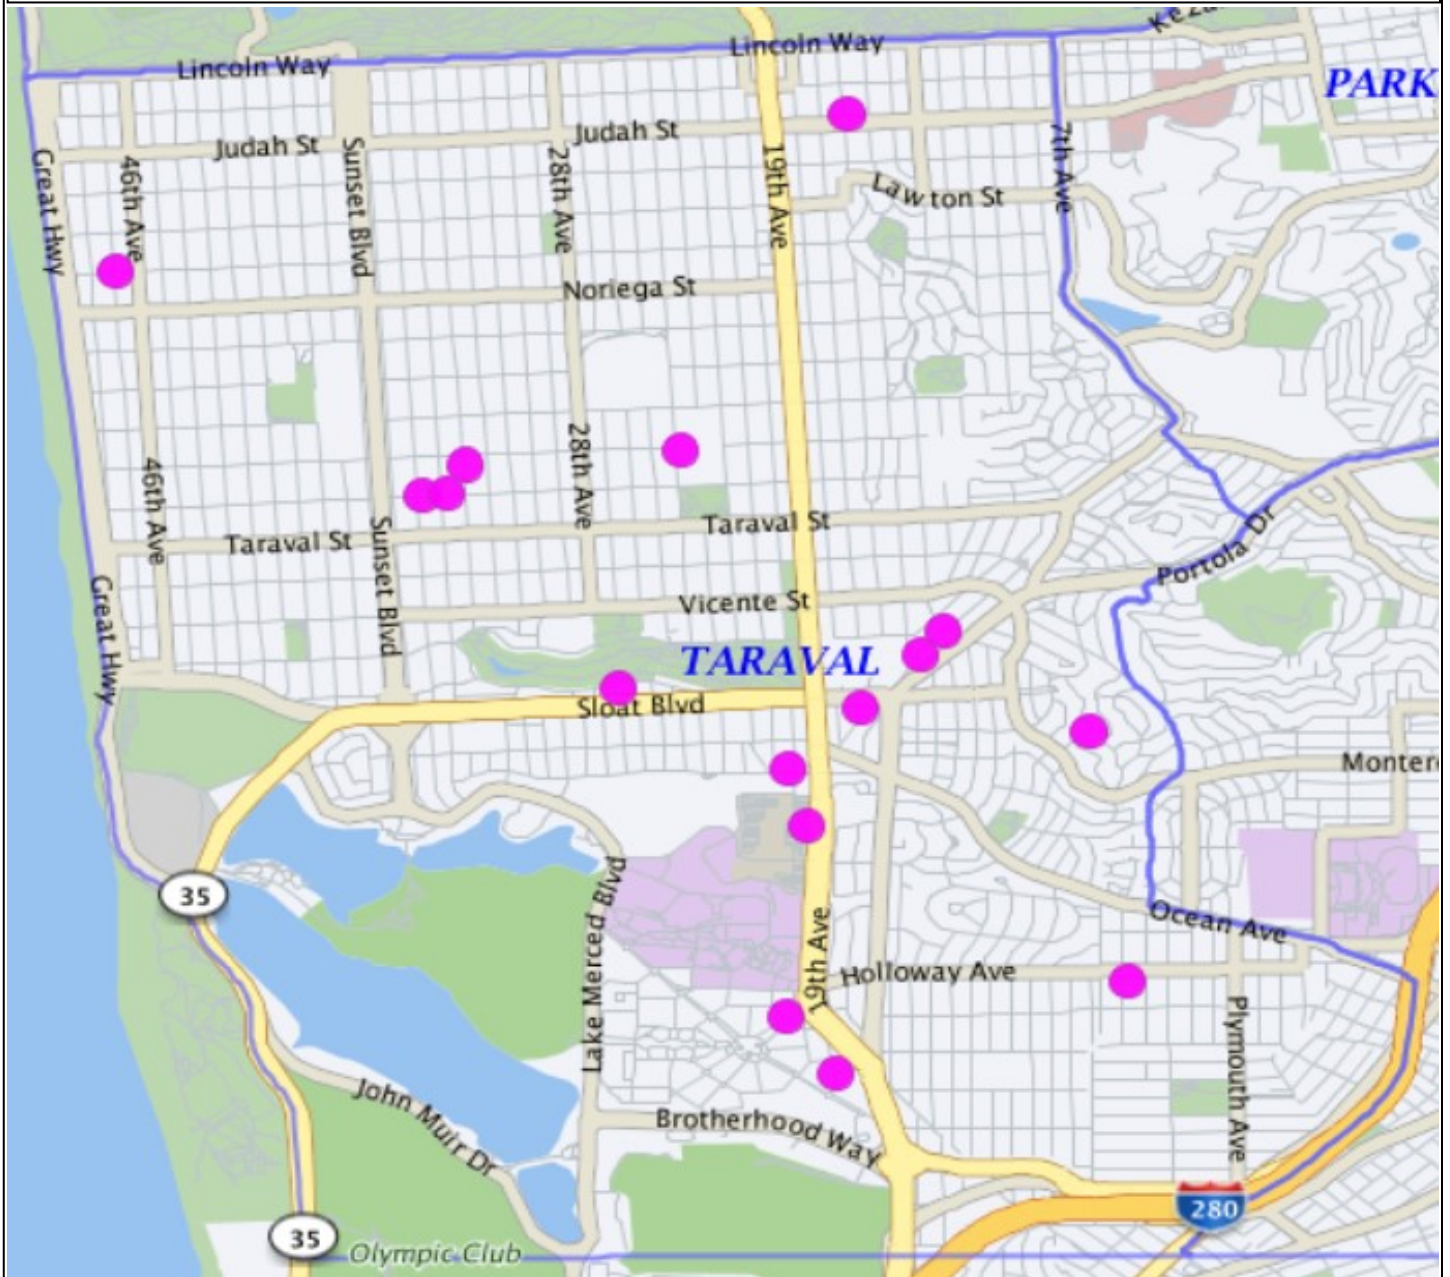 Keza
Lincoln Way
Lincoln Way
PARK
Judah St
Judah St
Great Hwy
46th Ave
Sunset Blvd
28th Ave
19th Ave
7th Ave
Lawton St
Noriega St
46th Ave
28th Ave
Taraval St
Taraval St
Sunset Blvd
Portola Dr
Great Hwy
Vicente St
TARAVAL
Sloat Blvd
Monter
35
Lake Merced Blvd
19th Ave
Ocean Ave
Holloway Ave
Plymouth Ave
John Muir Dr
Brotherhood Way
280
35
Olympic Club